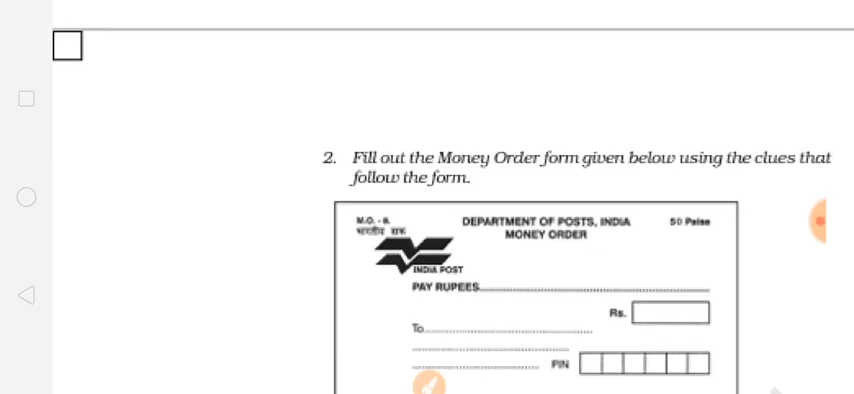 2. Fill out the Money Order form given below using the clues that
follow the form.
M.O. - 8. DEPARTMENT OF POSTS, INDIA 50 Paise
भारतीय डाक MONEY ORDER
INDIA POST
PAY RUPEES
Rs.
To
PIN